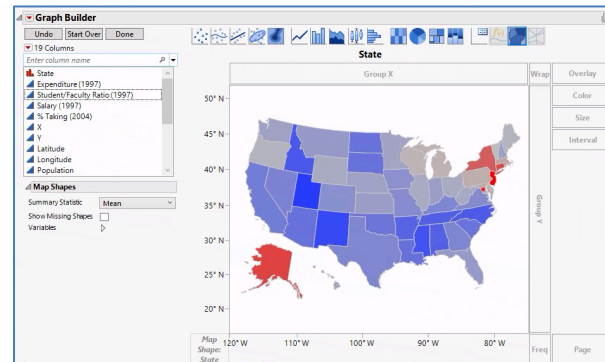 Graph Builder
Undo Start Over Done
19 Columns
Enter column name
State
Expenditure (1997)
Student/Faculty Ratio (1997)
Salary (1997)
% Taking (2004)
X
Y
Latitude
Longitude
Population
Map Shapes
Summary Statistic Mean
Show Missing Shapes
Variables
State
Group X
Wrap
Overlay
Color
Size
Interval
50° N
45° N
40° N
35° N
30° N
25° N
20° N
Group Y
120° W 110° W 100° W 90° W 80° W
Map
Shape:
State
Freq
Page